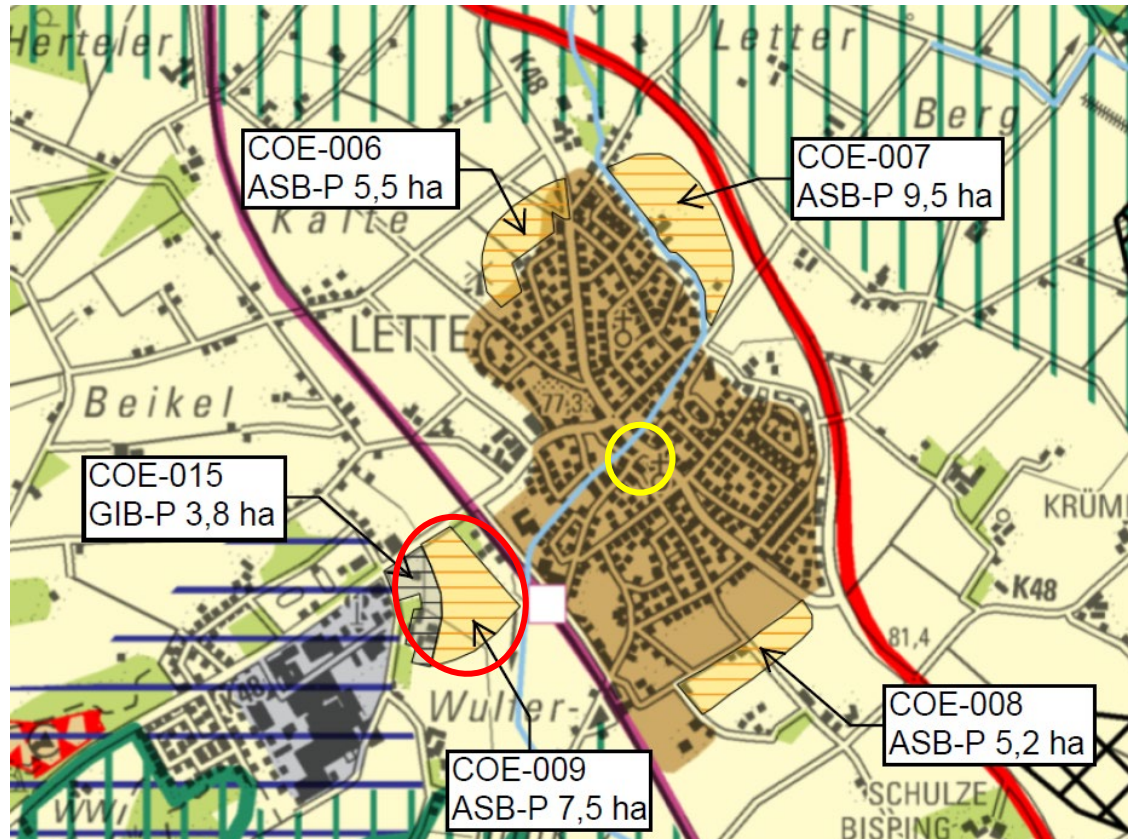 Herteler
Letter
Berg
K48
COE-006
ASB-P 5,5 ha
COE-007
ASB-P 9,5 ha
Kalte
LETTE
77,3
Beikel
COE-015
GIB-P 3,8 ha
KRÜM
K48
81,4
K48
Wulfer-
COE-008
ASB-P 5,2 ha
COE-009
ASB-P 7,5 ha
SCHULZE
BISPING